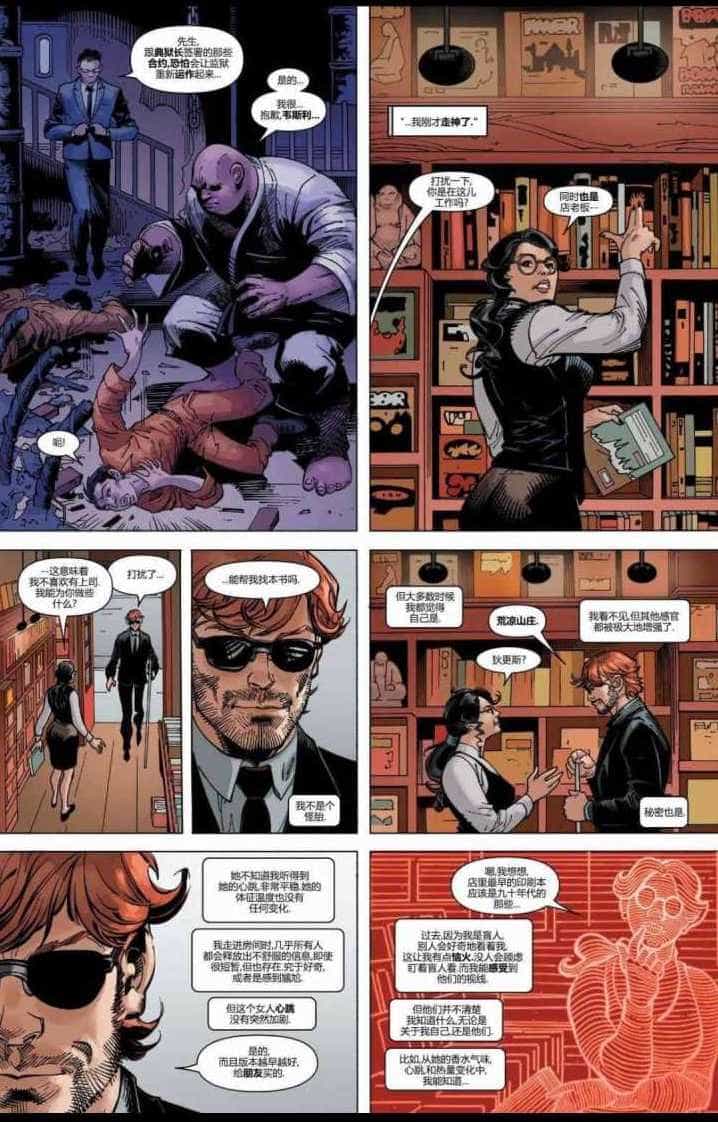 先生,
跟典狱长签署的那些
合约,恐怕会让监狱
重新运作起来...
是的...
我很...
抱歉,韦斯利...
呃!
"...我刚才走神了."
打扰一下,
你是在这儿
工作吗?
同时也是
店老板--
--这意味着
我不喜欢有上司.
我能为你做些
什么?
打扰了...
...能帮我找本书吗.
我不是个
怪胎.
但大多数时候
我都觉得
自己是.
荒凉山庄.
狄更斯?
我看不见,但其他感官
都被极大地增强了.
秘密也是.
她不知道我听得到
她的心跳,非常平稳.她的
体征温度也没有
任何变化.
我走进房间时,几乎所有人
都会释放出不舒服的信息,即使
很短暂,但也存在.究于好奇,
或者是感到尴尬.
但这个女人心跳
没有突然加剧.
是的,
而且版本越早越好,
给朋友买的.
嗯,我想想,
店里最早的印刷本
应该是九十年代的
那些...
过去,因为我是盲人,
别人会好奇地看着我,
这让我有点恼火.没人会顾虑
盯着盲人看.而我能感受到
他们的视线.
但他们并不清楚
我知道什么,无论是
关于我自己,还是他们.
比如,从她的香水气味,
心跳,和热量变化中,
我能知道...